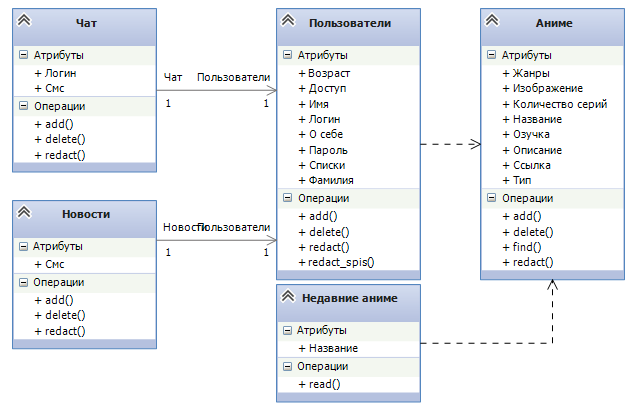 Чат
Атрибуты
+ Логин
+ Смс
Операции
+ add()
+ delete()
+ redact()
Чат
Пользователи
1
1
Пользователи
Атрибуты
+ Возраст
+ Доступ
+ Имя
+ Логин
+ О себе
+ Пароль
+ Списки
+ Фамилия
Операции
+ add()
+ delete()
+ redact()
+ redact_spis()
Аниме
Атрибуты
+ Жанры
+ Изображение
+ Количество серий
+ Название
+ Озучка
+ Описание
+ Ссылка
+ Тип
Операции
+ add()
+ delete()
+ find()
+ redact()
Новости
Атрибуты
+ Смс
Операции
+ add()
+ delete()
+ redact()
Новости
Пользователи
1
1
Недавние аниме
Атрибуты
+ Название
Операции
+ read()